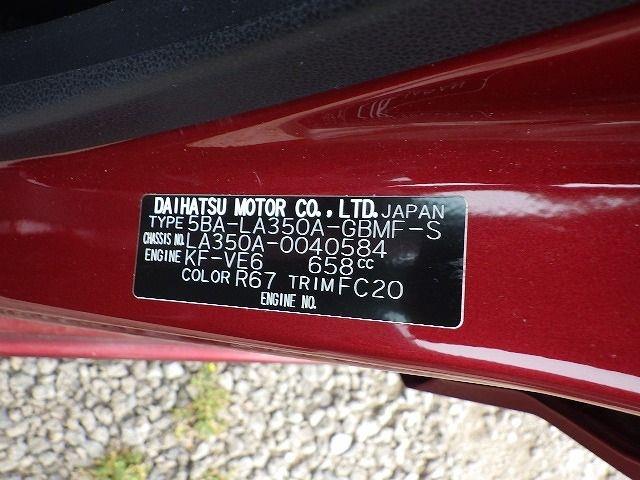 DAIHATSU MOTOR CO., LTD. JAPAN
TYPE 5BA-LA350A-GBMF-S
CHASSIS NO. LA350A-0040584
ENGINE KF-VE6 658cc
COLOR R67 TRIM FC20
ENGINE NO.